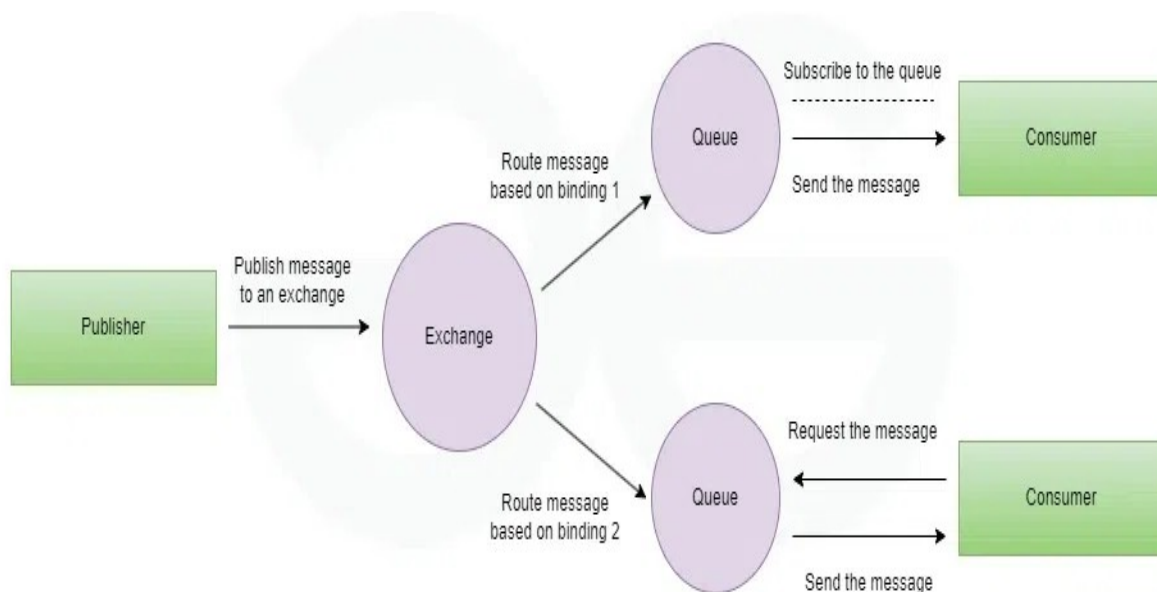 Publisher
Publish message
to an exchange
Exchange
Route message
based on binding 1
Queue
Subscribe to the queue
Send the message
Consumer
Route message
based on binding 2
Queue
Request the message
Send the message
Consumer